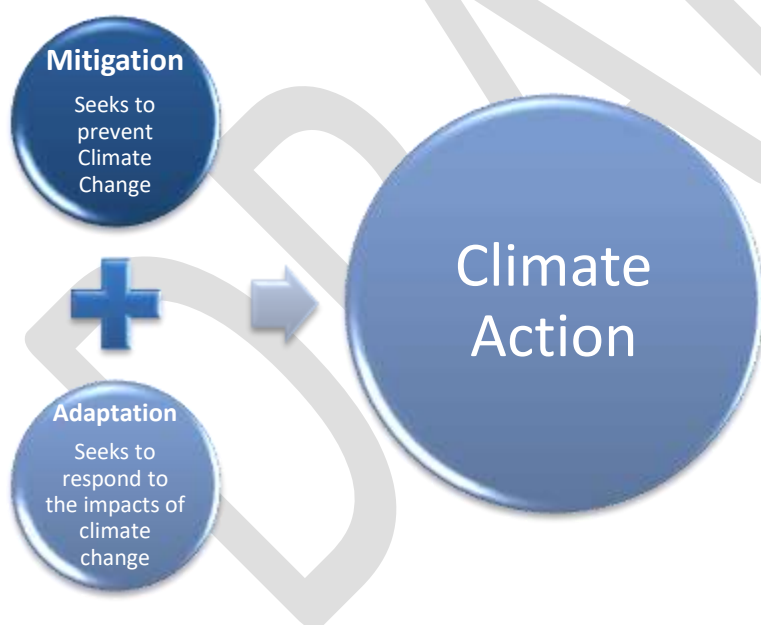 Mitigation
Seeks to
prevent
Climate
Change
Adaptation
Seeks to
respond to
the impacts of
climate
change
Climate
Action